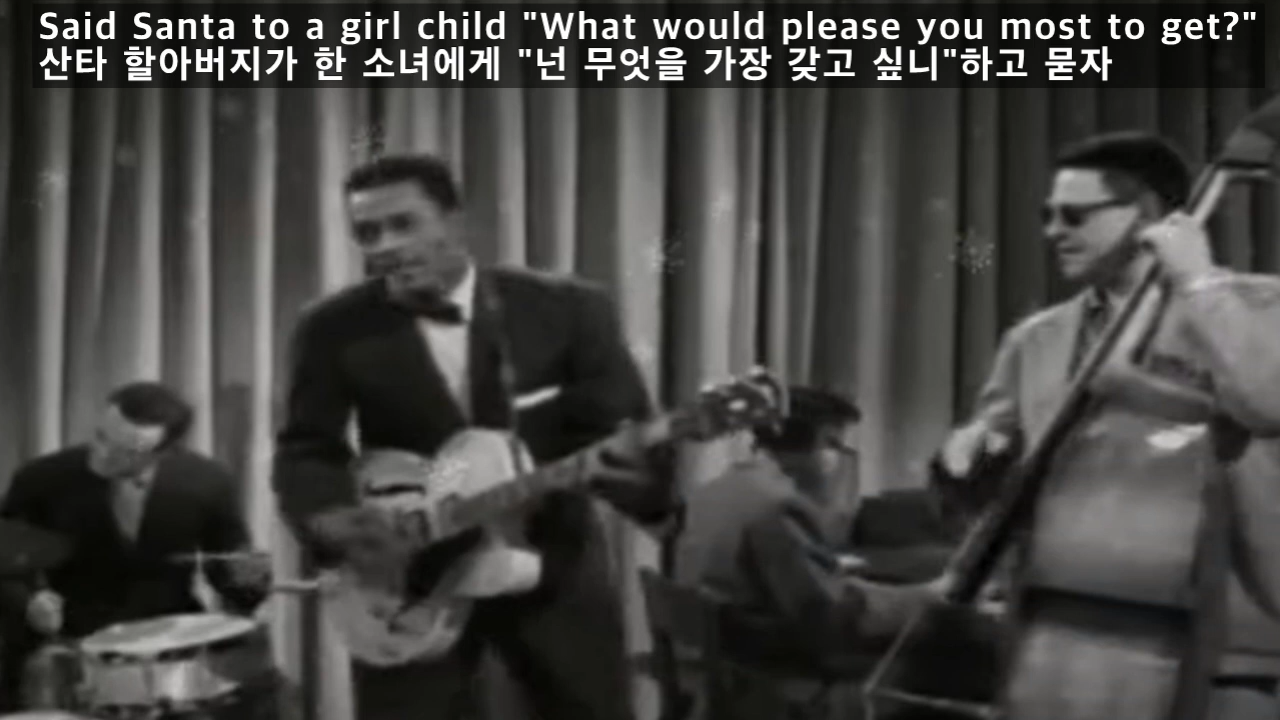 Said Santa to a girl child "What would please you most to get?"
산타 할아버지가 한 소녀에게 "넌 무엇을 가장 갖고 싶니"하고 묻자